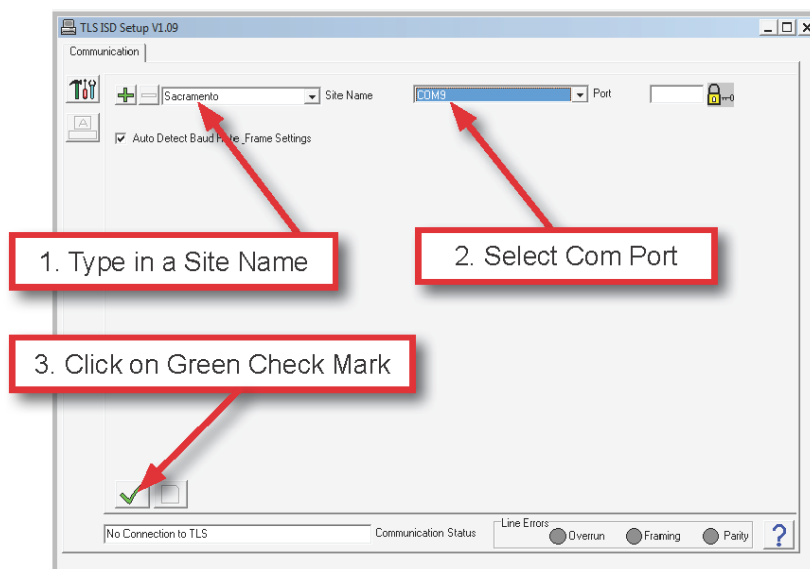 TLS ISD Setup V1.09
Communication
Sacramento
Site Name
COM9
Port
Auto Detect Baud Rate_Frame Settings
1. Type in a Site Name
2. Select Com Port
3. Click on Green Check Mark
No Connection to TLS
Communication Status
Line Errors
Overrun
Framing
Parity
?